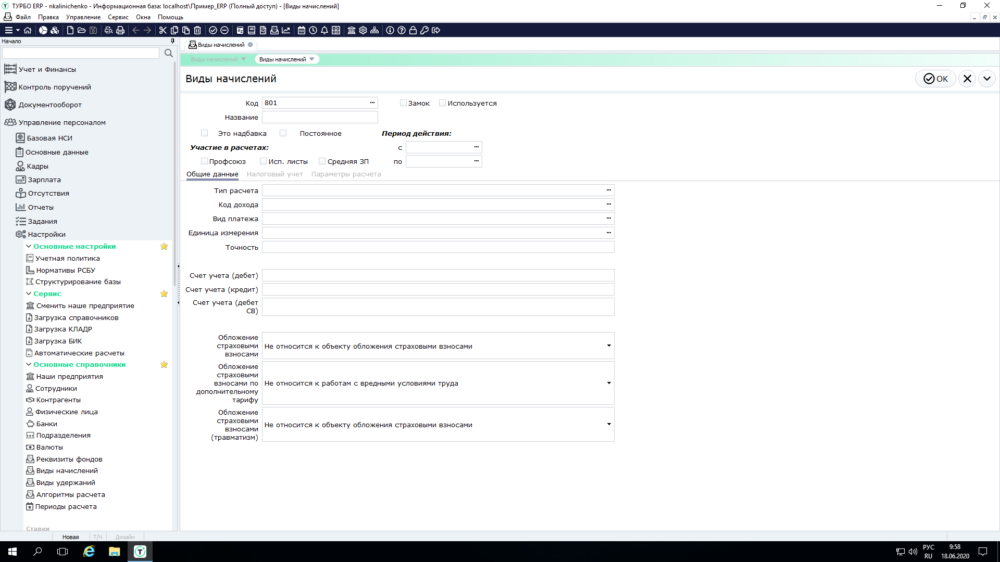 ТУРБО ERP - nkalinichenko - Информационная база: localhost\Пример_ERP (Полный доступ) - [Виды начислений]
Файл Правка Управление Сервис Окна Помощь
Начало
Виды начислений
Виды начислений Виды начислений
Виды начислений
OK
Учет и Финансы
Контроль поручений
Документооборот
Управление персоналом
Базовая НСИ
Основные данные
Кадры
Зарплата
Отсутствия
Отчеты
Задания
Настройки
Основные настройки
Учетная политика
Нормативы РСБУ
Структурирование базы
Сервис
Сменить наше предприятие
Загрузка справочников
Загрузка КЛАДР
Загрузка БИК
Автоматические расчеты
Основные справочники
Наши предприятия
Сотрудники
Контрагенты
Физические лица
Банки
Подразделения
Валюты
Реквизиты фондов
Виды начислений
Виды удержаний
Алгоритмы расчета
Периоды расчета
Ставки
Код 801 Замок Используется
Название
Это надбавка Постоянное Период действия:
Участие в расчетах: с
Профсоюз Исп. листы Средняя ЗП по
Общие данные Налоговый учет Параметры расчета
Тип расчета
Код дохода
Вид платежа
Единица измерения
Точность
Счет учета (дебет)
Счет учета (кредит)
Счет учета (дебет
СВ)
Обложение
страховыми
взносами
Не относится к объекту обложения страховыми взносами
Обложение
страховыми
взносами по
дополнительному
тарифу
Не относится к работам с вредными условиями труда
Обложение
страховыми
взносами
(травматизм)
Не относится к объекту обложения страховыми взносами
Новая Т/Ч Дизайн
РУС
RU
9:58
18.06.2020